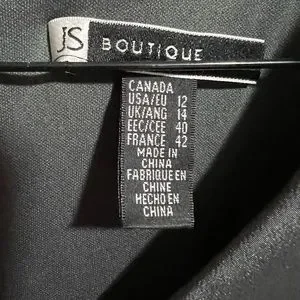 JS
BOUTIQUE
CANADA
USA/EU 12
UK/ANG 14
EEC/CEE 40
FRANCE 42
MADE IN
CHINA
FABRIQUE EN
CHINE
HECHO EN
CHINA